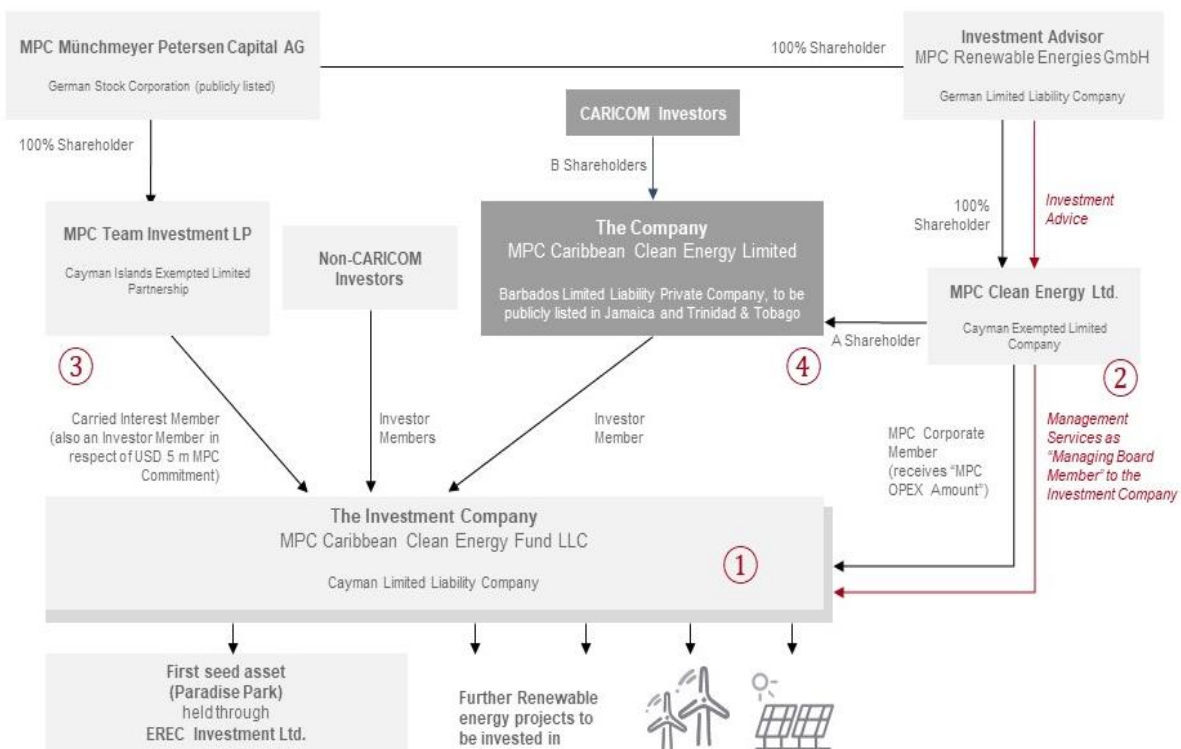 MPC Münchmeyer Petersen Capital AG
German Stock Corporation (publicly listed)
100% Shareholder
Investment Advisor
MPC Renewable Energies GmbH
German Limited Liability Company
100% Shareholder
CARICOM Investors
B Shareholders
100%
Shareholder
Investment
Advice
MPC Team Investment LP
Cayman Islands Exempted Limited
Partnership
Non-CARICOM
Investors
The Company
MPC Caribbean Clean Energy Limited
Barbados Limited Liability Private Company, to be
publicly listed in Jamaica and Trinidad & Tobago
MPC Clean Energy Ltd.
Cayman Exempted Limited
Company
A Shareholder
3
4
2
Carried Interest Member
(also an Investor Member in
respect of USD 5 m MPC
Commitment)
Investor
Members
Investor
Member
MPC Corporate
Member
(receives “MPC
OPEX Amount”)
Management
Services as
“Managing Board
Member” to the
Investment Company
The Investment Company
MPC Caribbean Clean Energy Fund LLC
Cayman Limited Liability Company
1
First seed asset
(Paradise Park)
held through
EREC Investment Ltd.
Further Renewable
energy projects to
be invested in